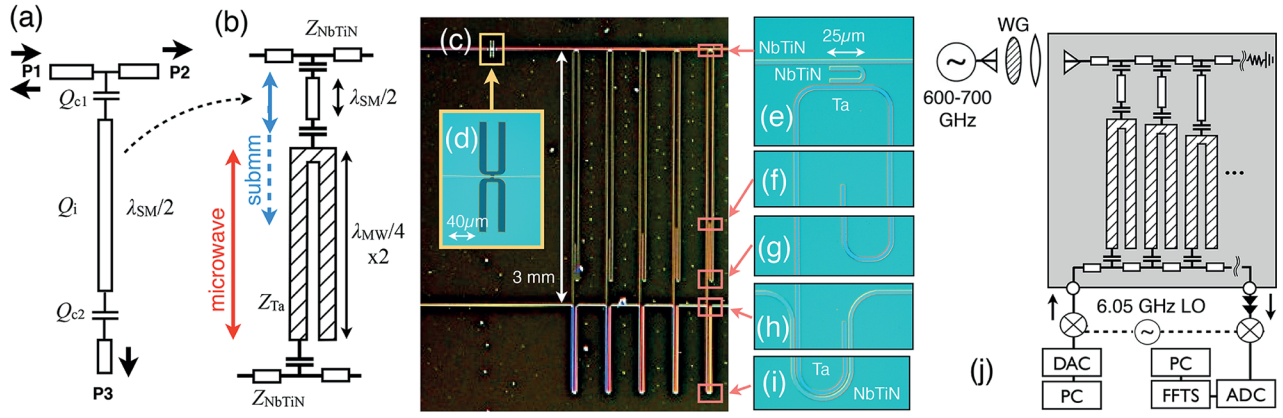 (a)
P1
P2
Qc1
Qi
λSM/2
Qc2
P3
(b)
ZNbTiN
λSM/2
submm
microwave
λMW/4
x2
ZTa
ZNbTiN
(c)
(d)
40μm
3 mm
NbTiN
25μm
NbTiN
Ta
(e)
(f)
(g)
(h)
(i)
Ta
NbTiN
WG
600-700
GHz
...
6.05 GHz LO
(j)
DAC
PC
PC
FFTS
ADC